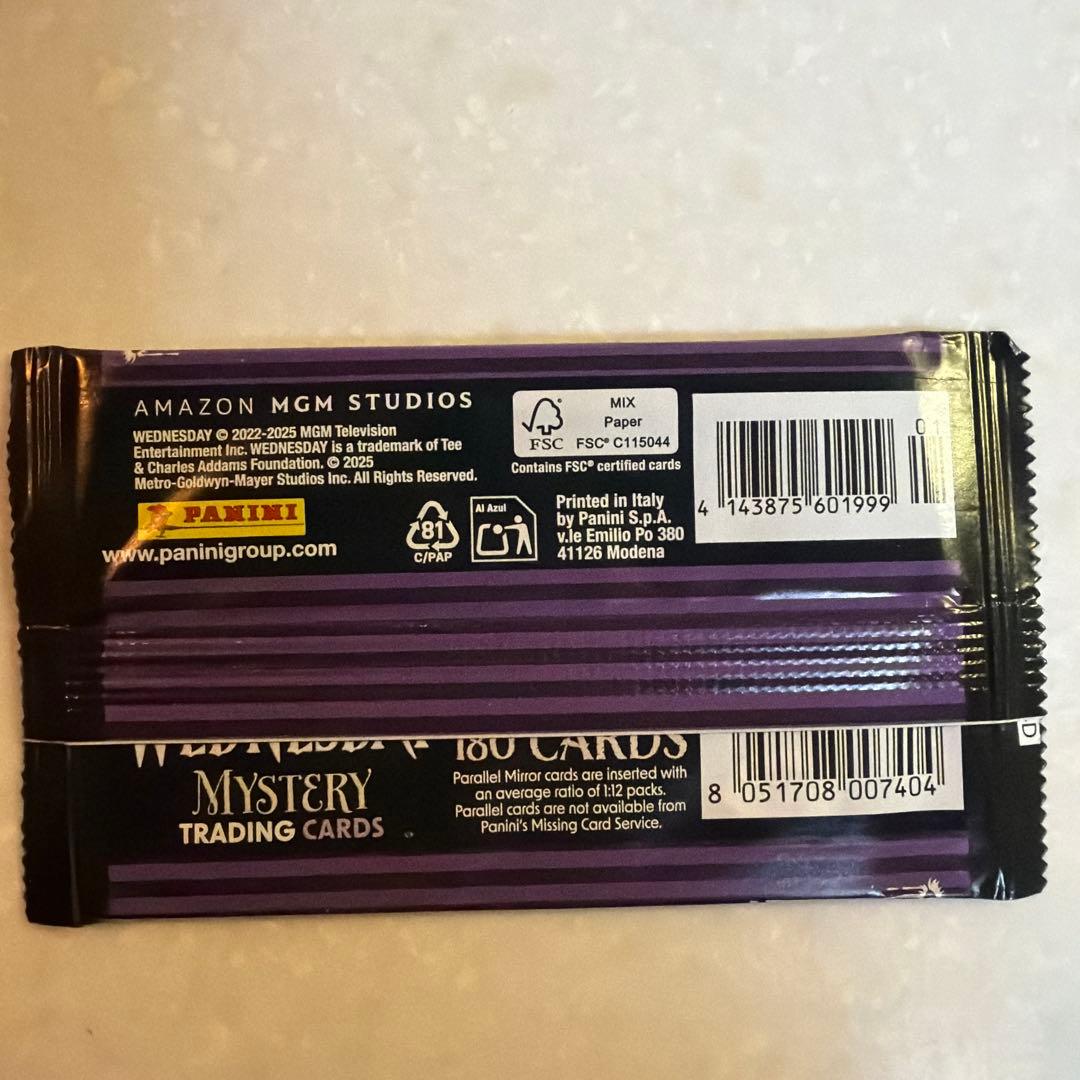 AMAZON MGM STUDIOS
WEDNESDAY © 2022-2025 MGM Television
Entertainment Inc. WEDNESDAY is a trademark of Tee
& Charles Addams Foundation. © 2025
Metro-Goldwyn-Mayer Studios Inc. All Rights Reserved.
PANINI
www.paninigroup.com
FSC
MIX
Paper
FSC® C115044
Contains FSC® certified cards
81
C/PAP
Al Azul
Printed in Italy
by Panini S.p.A.
v.le Emilio Po 380
41126 Modena
01
4 143875 601999
WEDNESDAY
MYSTERY
TRADING CARDS
180 CARDS
Parallel Mirror cards are inserted with
an average ratio of 1:12 packs.
Parallel cards are not available from
Panini's Missing Card Service.
8 051708 007404